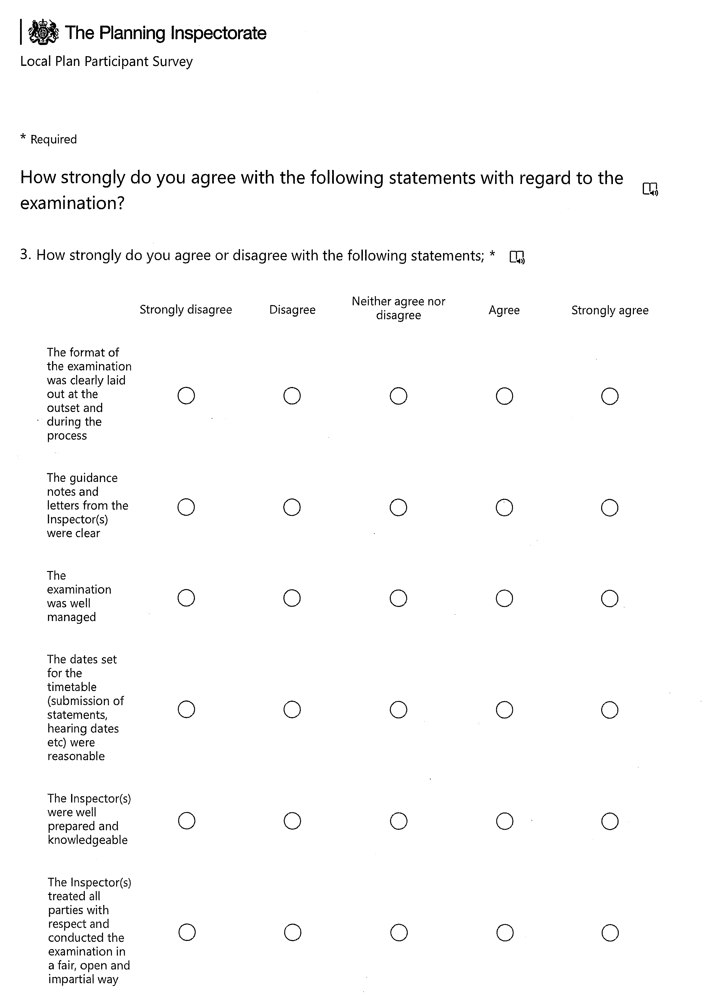 The Planning Inspectorate
Local Plan Participant Survey
* Required
How strongly do you agree with the following statements with regard to the
examination?
3. How strongly do you agree or disagree with the following statements; *
Strongly disagree
Disagree
Neither agree nor
disagree
Agree
Strongly agree
The format of
the examination
was clearly laid
out at the
outset and
during the
process
The guidance
notes and
letters from the
Inspector(s)
were clear
The
examination
was well
managed
The dates set
for the
timetable
(submission of
statements,
hearing dates
etc) were
reasonable
The Inspector(s)
were well
prepared and
knowledgeable
The Inspector(s)
treated all
parties with
respect and
conducted the
examination in
a fair, open and
impartial way